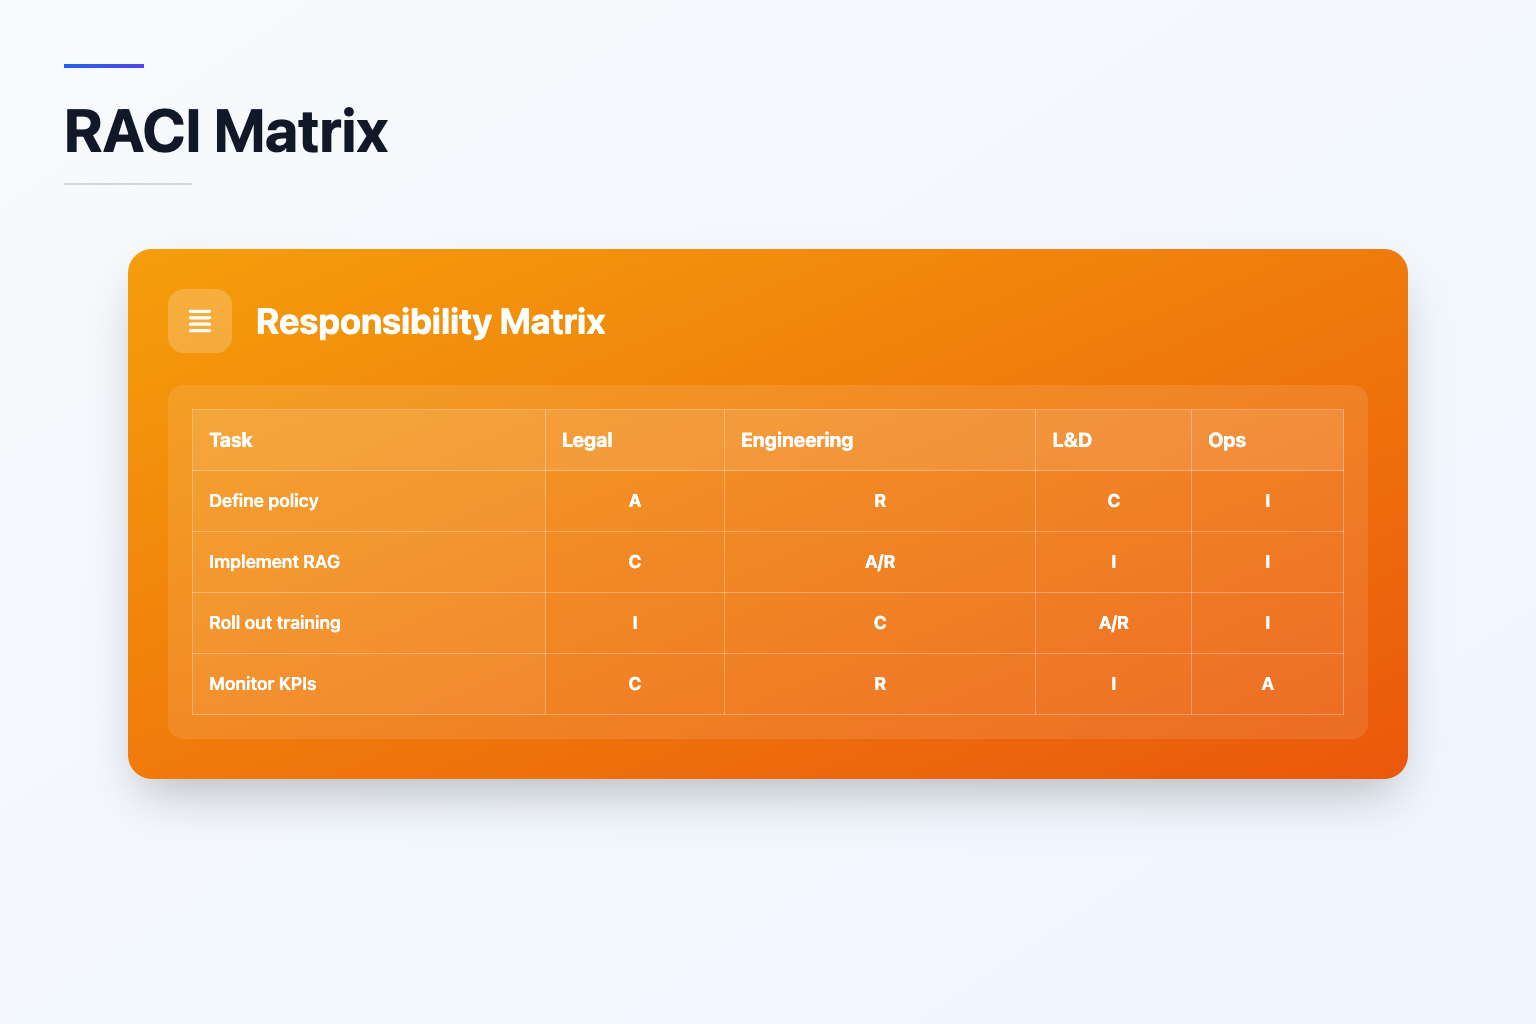 RACI Matrix
Responsibility Matrix
Task Legal Engineering L&D Ops
Define policy A R C I
Implement RAG C A/R I I
Roll out training I C A/R I
Monitor KPIs C R I A